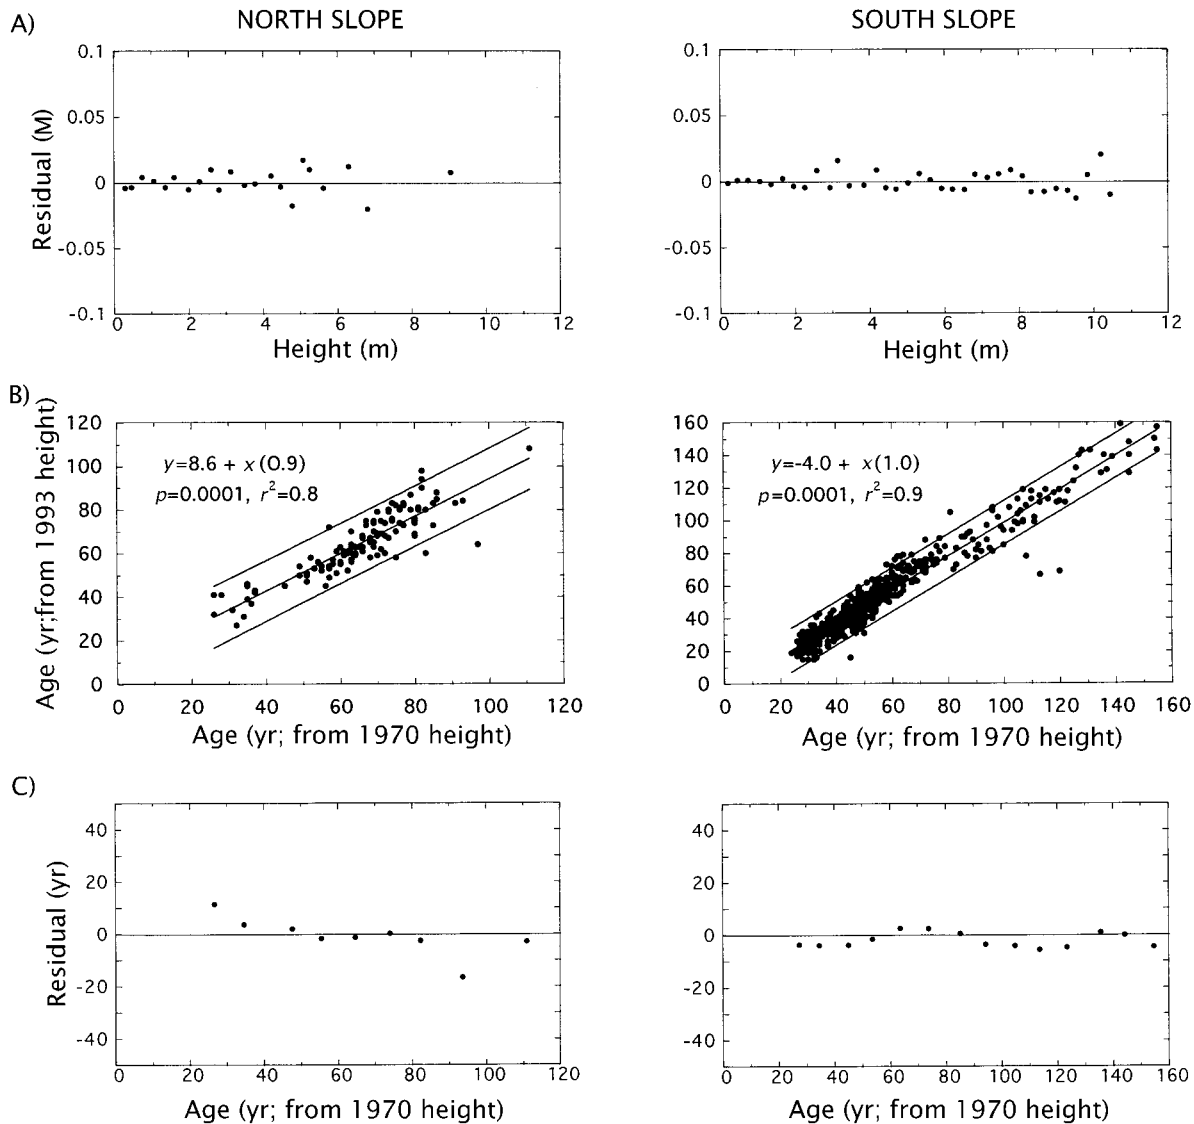 A)
NORTH SLOPE
SOUTH SLOPE
0.1
0.05
0
-0.05
-0.1
Residual (M)
0 2 4 6 8 10 12
Height (m)
0.1
0.05
0
-0.05
-0.1
0 2 4 6 8 10 12
Height (m)
B)
Age (yr;from 1993 height)
120
100
80
60
40
20
0
y=8.6 + x(0.9)
p=0.0001, r²=0.8
0 20 40 60 80 100 120
Age (yr; from 1970 height)
160
140
120
100
80
60
40
20
0
y=-4.0 + x(1.0)
p=0.0001, r²=0.9
0 20 40 60 80 100 120 140 160
Age (yr; from 1970 height)
C)
Residual (yr)
40
20
0
-20
-40
0 20 40 60 80 100 120
Age (yr; from 1970 height)
40
20
0
-20
-40
0 20 40 60 80 100 120 140 160
Age (yr; from 1970 height)